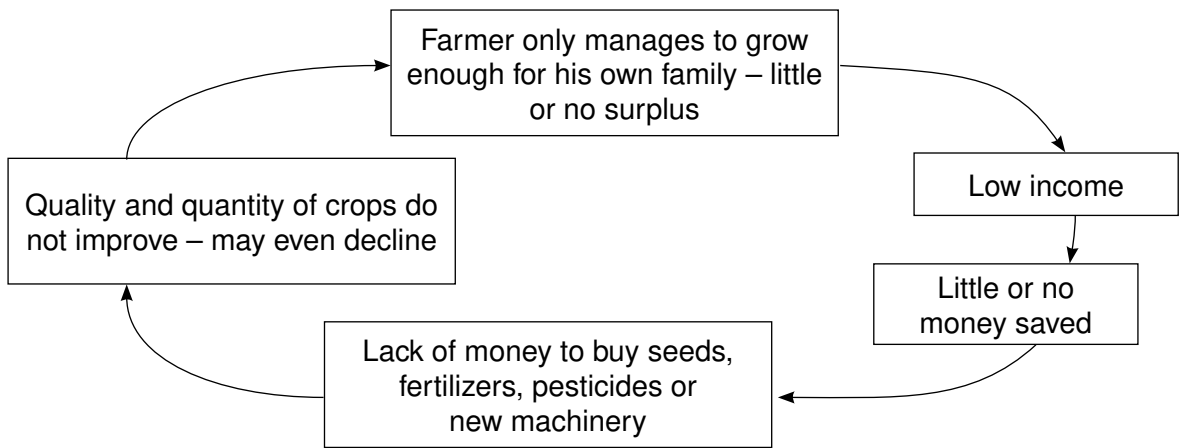 Farmer only manages to grow
enough for his own family – little
or no surplus
Low income
Little or no
money saved
Lack of money to buy seeds,
fertilizers, pesticides or
new machinery
Quality and quantity of crops do
not improve – may even decline